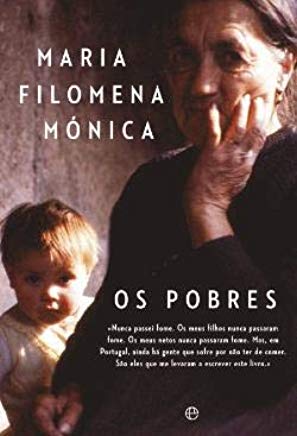 MARIA
FILOMENA
MÓNICA
OS POBRES
«Nunca passei fome. Os meus filhos nunca passaram
fome. Os meus netos nunca passaram fome. Mas, em
Portugal, ainda há gente que sofre por não ter de comer.
São eles que me levaram a escrever este livro.»